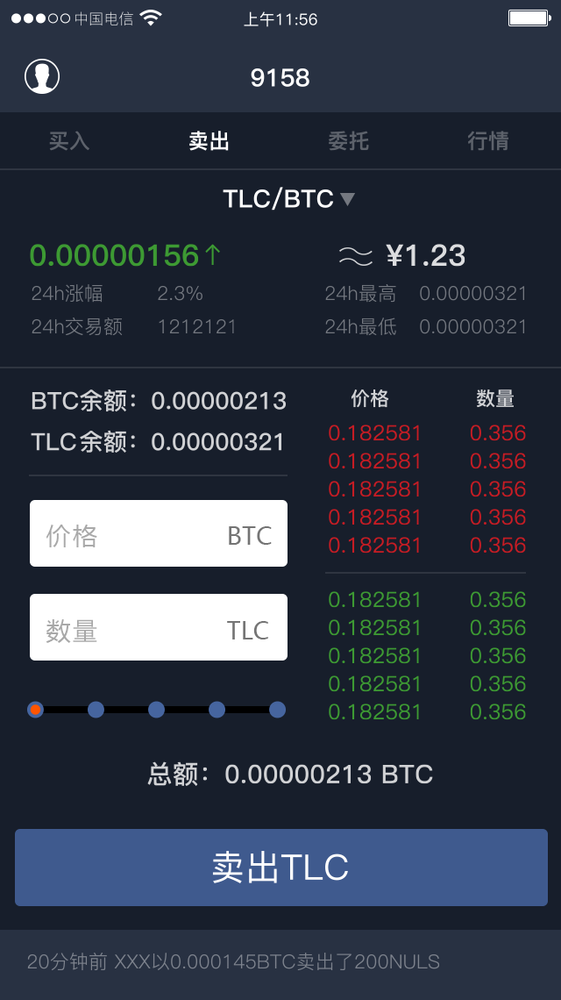 中国电信 上午11:56
9158
买入 卖出 委托 行情
TLC/BTC▼
0.00000156↑ ≈ ¥1.23
24h涨幅 2.3% 24h最高 0.00000321
24h交易额 1212121 24h最低 0.00000321
BTC余额：0.00000213
TLC余额：0.00000321
价格 BTC
数量 TLC
价格 数量
0.182581 0.356
0.182581 0.356
0.182581 0.356
0.182581 0.356
0.182581 0.356
0.182581 0.356
0.182581 0.356
0.182581 0.356
0.182581 0.356
0.182581 0.356
总额：0.00000213 BTC
卖出TLC
20分钟前 XXX以0.000145BTC卖出了200NULS